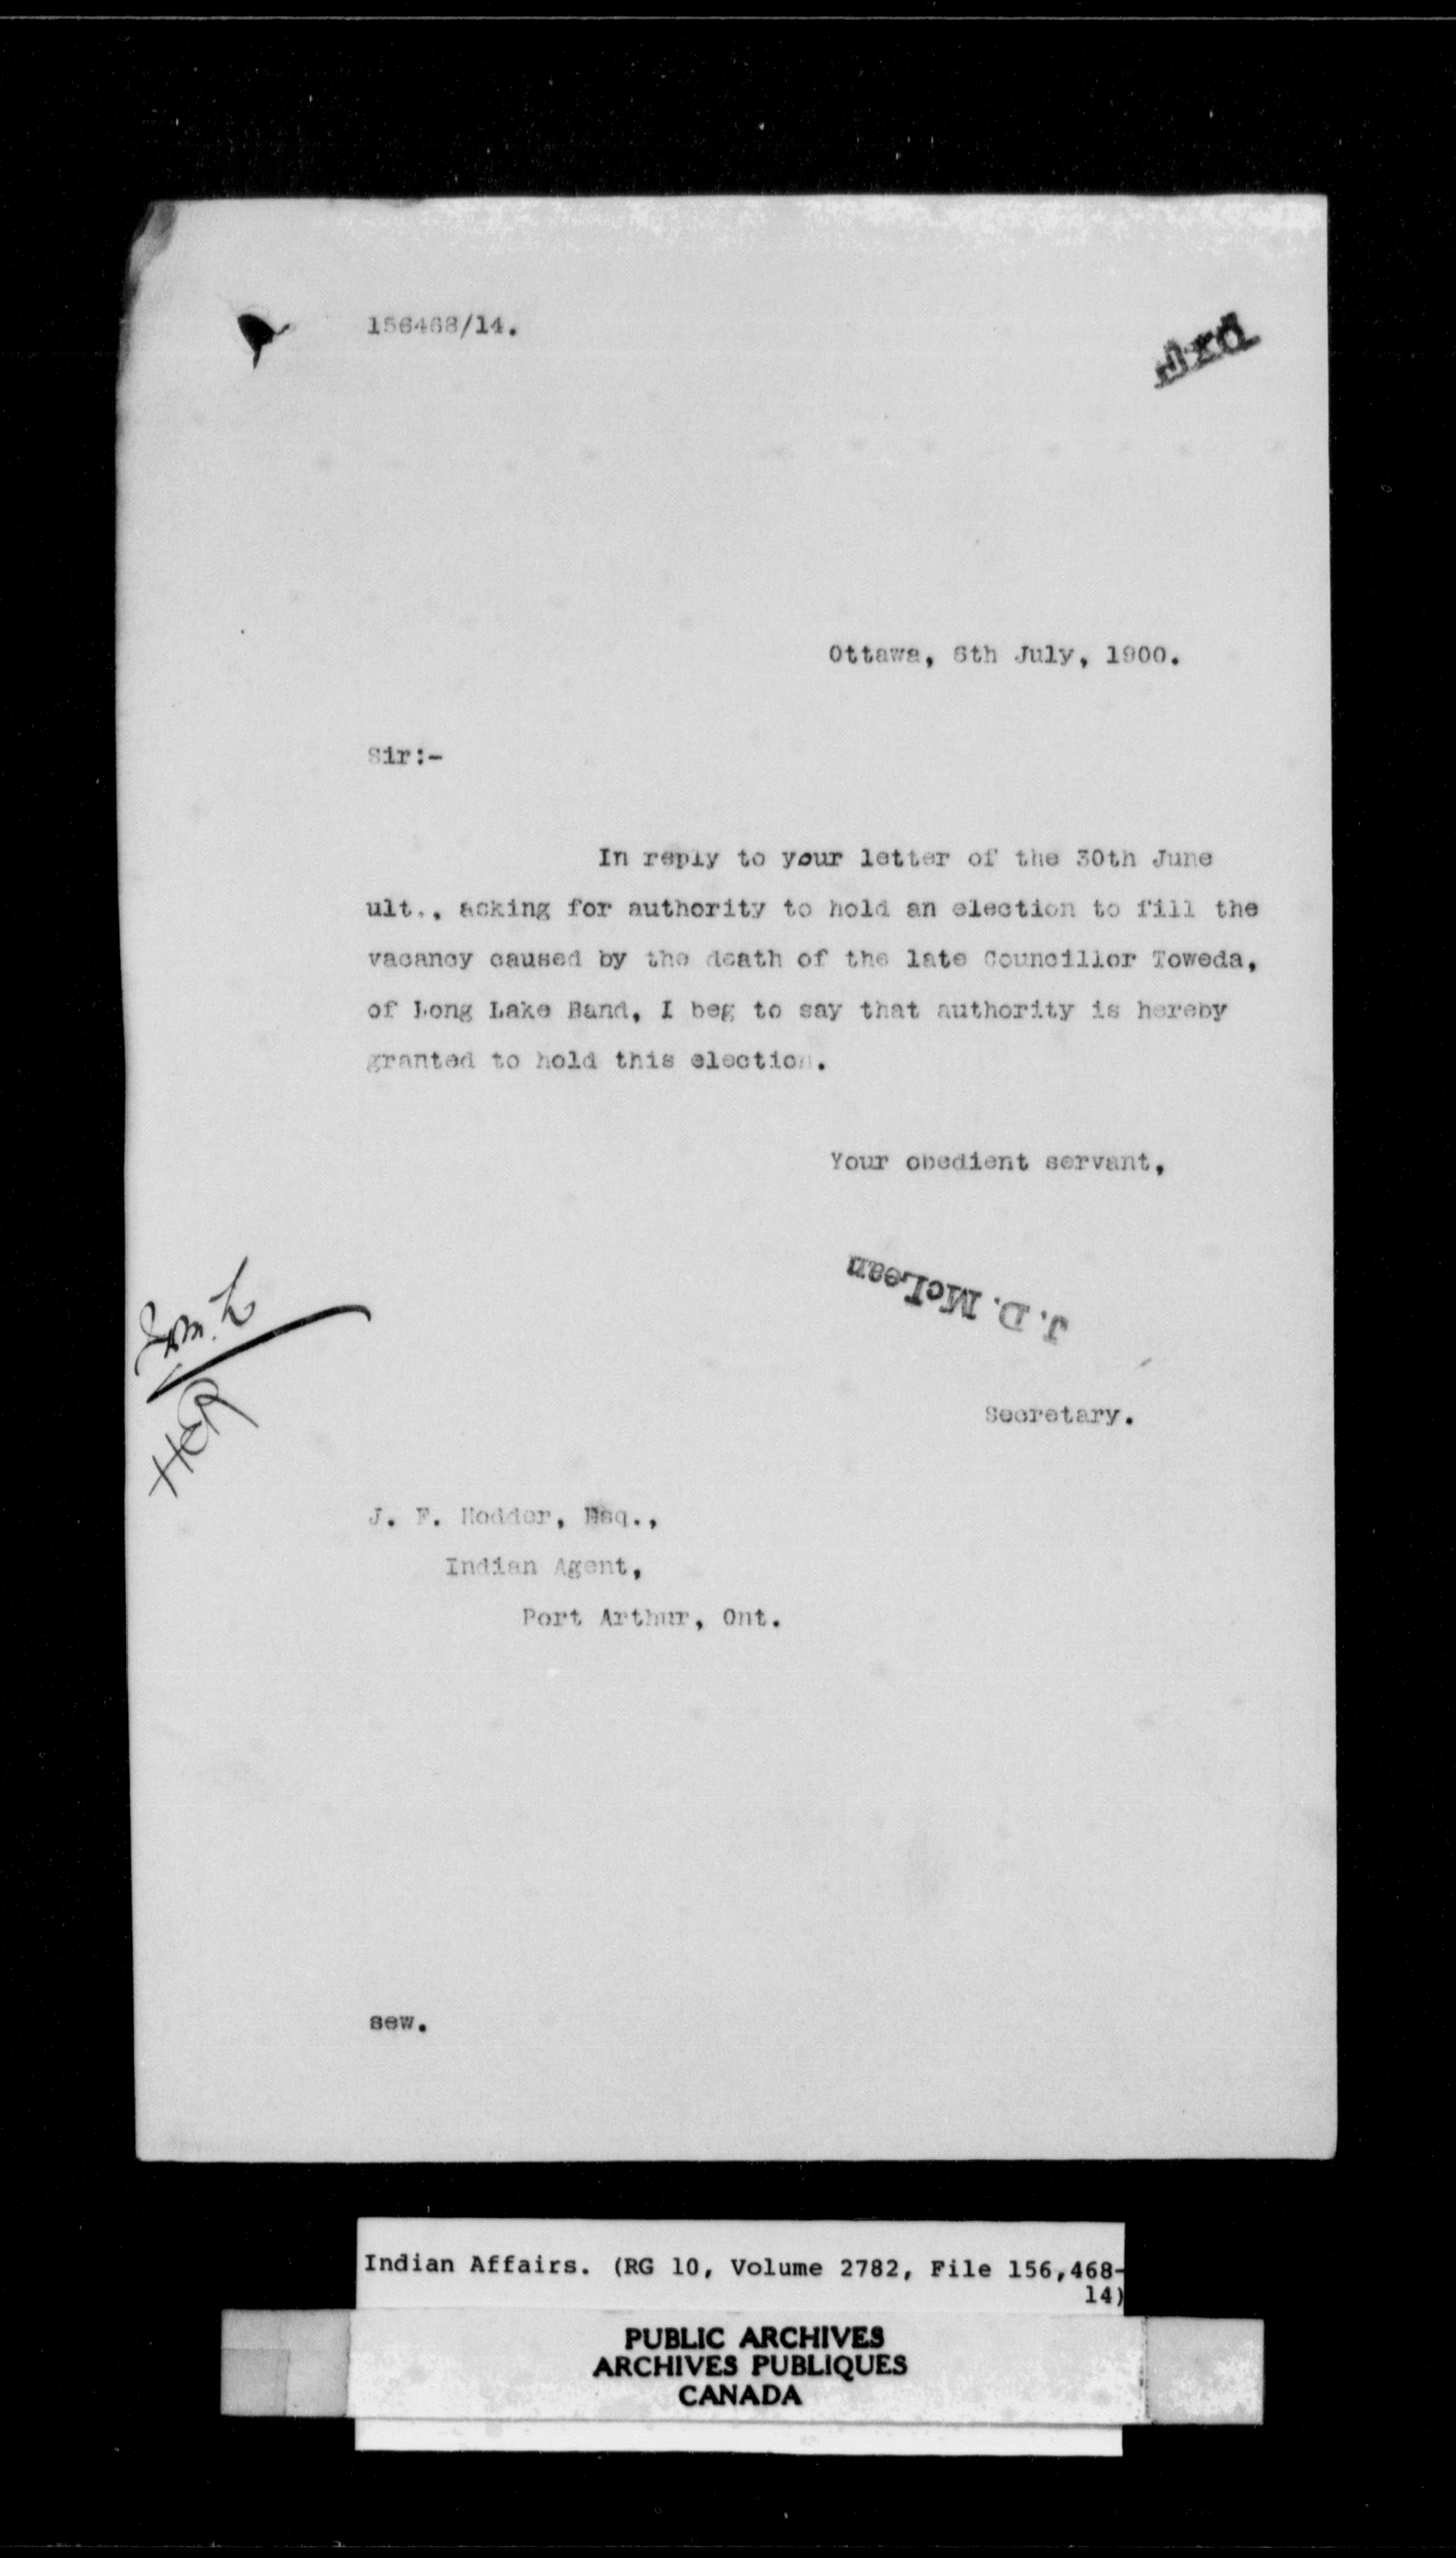 156468/14.
Ord
Ottawa, 6th July, 1900.
Sir:-
In reply to your letter of the 30th June
ult., asking for authority to hold an election to fill the
vacancy caused by the death of the late Councillor Toweda,
of Long Lake Band, I beg to say that authority is hereby
granted to hold this election.
Your obedient servant,
J. D. McLean
Secretary.
J. F. Hodder, Esq.,
Indian Agent,
Port Arthur, Ont.
sew.
Indian Affairs. (RG 10, Volume 2782, File 156,468-
14)
PUBLIC ARCHIVES
ARCHIVES PUBLIQUES
CANADA